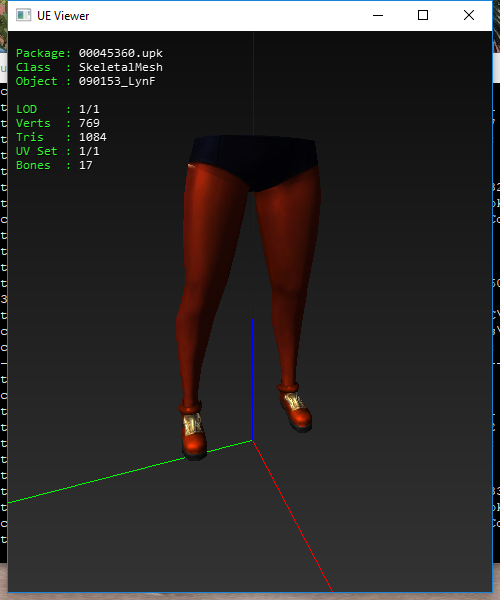 UE Viewer
Package: 00045360.upk
Class : SkeletalMesh
Object : 090153_LynF
LOD : 1/1
Verts : 769
Tris : 1084
UV Set : 1/1
Bones : 17